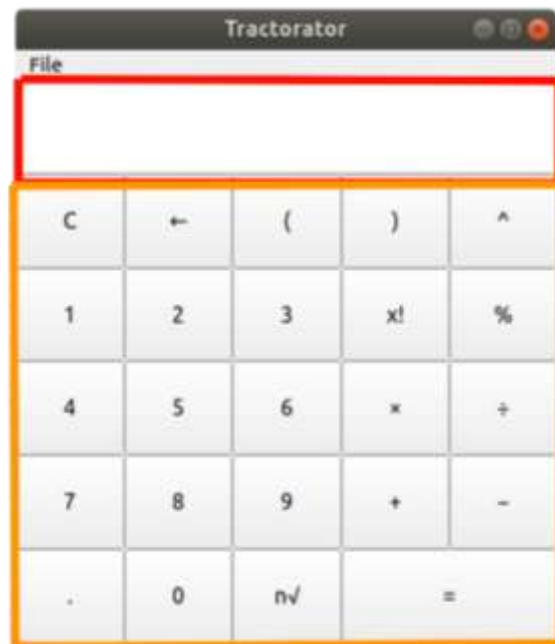 Tractorator
File
C ← ( ) ^
1 2 3 x! %
4 5 6 × ÷
7 8 9 + −
. 0 n√ =